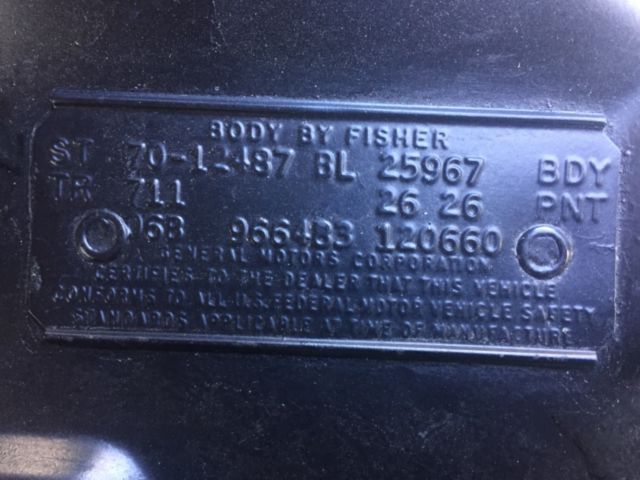 BODY BY FISHER
ST 70-12487 BL 25967 BDY
TR 711 26 26 PNT
06B 966483 120660
GENERAL MOTORS CORPORATION
CERTIFIES TO THE DEALER THAT THIS VEHICLE
CONFORMS TO ALL U.S. FEDERAL MOTOR VEHICLE SAFETY
STANDARDS APPLICABLE AT TIME OF MANUFACTURE